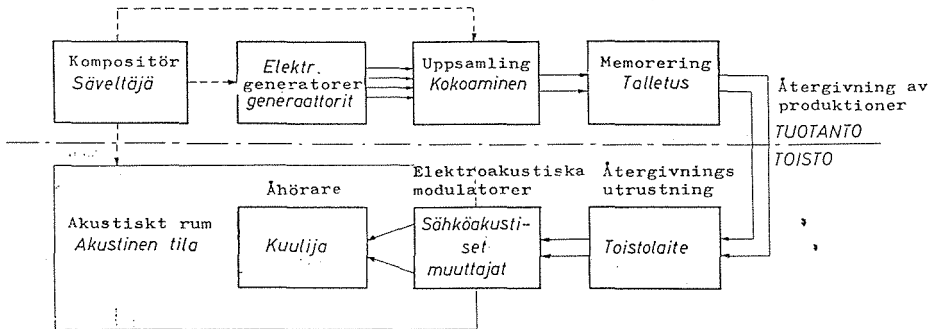 Kompositör
Säveltäjä
Elektr.
generatorer
generaattorit
Uppsamling
Kokoaminen
Memorering
Talletus
Återgivning av
produktioner
TUOTANTO
TOISTO
Akustiskt rum
Akustinen tila
Åhörare
Kuulija
Elektroakustiska
modulatorer
Sähköakusti-
set
muuttajat
Återgivnings
utrustning
Toistolaite